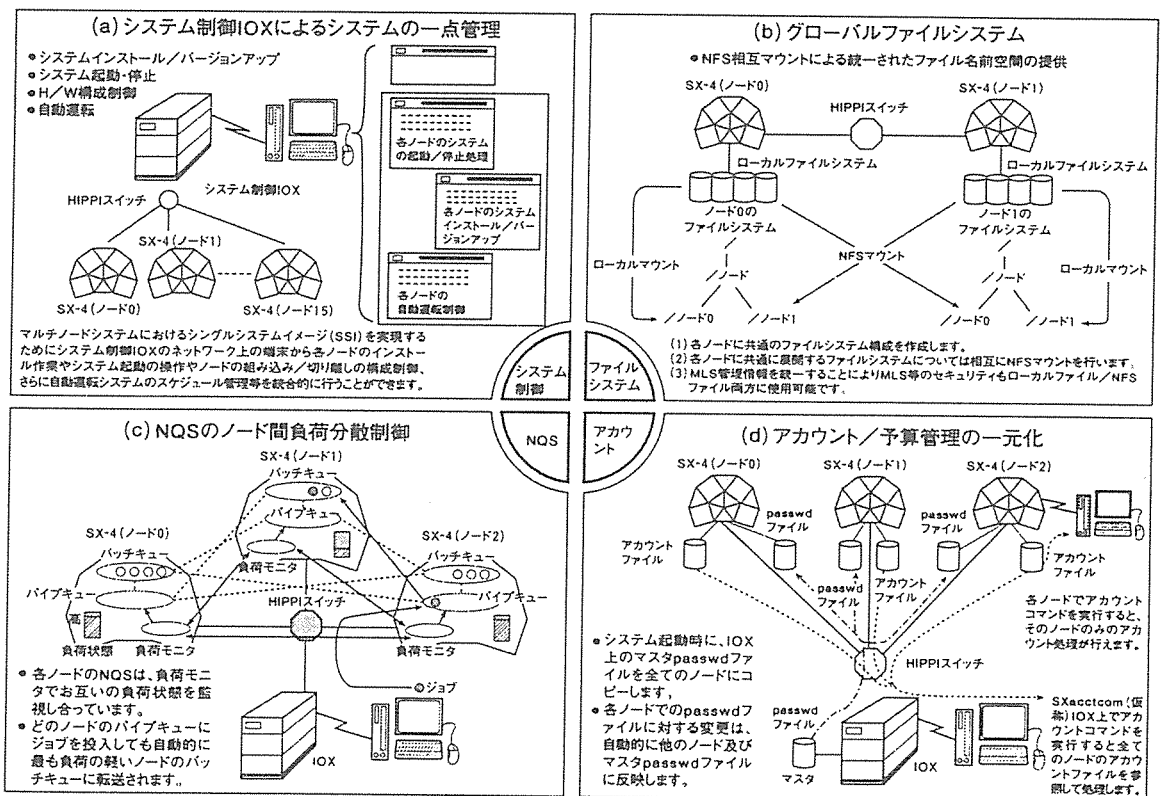 (a)システム制御IOXによるシステムの一点管理
●システムインストール／バージョンアップ
●システム起動・停止
●H／W構成制御
●自動運転
各ノードのシステム
の起動／停止処理
各ノードのシステム
インストール／バー
ジョンアップ
各ノードの
自動運転制御
システム制御IOX
HIPPIスイッチ
SX-4(ノード1)
SX-4(ノード0)
SX-4(ノード15)
マルチノードシステムにおけるシングルシステムイメージ(SSI)を実現する
ためにシステム制御IOXのネットワーク上の端末から各ノードのインストー
ル作業やシステム起動の操作やノードの組み込み／切り離しの構成制御、
さらに自動運転システムのスケジュール管理等を統合的に行うことができます。
(b)グローバルファイルシステム
●NFS相互マウントによる統一されたファイル名前空間の提供
SX-4(ノード0)
HIPPIスイッチ
SX-4(ノード1)
ローカルファイルシステム
ローカルファイルシステム
ノード0の
ファイルシステム
ノード1の
ファイルシステム
ローカルマウント
NFSマウント
ローカルマウント
／ノード
／ノード
／ノード0
／ノード1
／ノード0
／ノード1
(1)各ノードに共通のファイルシステム構成を作成します。
(2)各ノードに共通に展開するファイルシステムについては相互にNFSマウントを行います。
(3)MLS管理情報を統一することによりMLS等のセキュリティもローカルファイル／NFS
ファイル両方に使用可能です。
システム
制御
ファイル
システム
NQS
アカウ
ント
(c)NQSのノード間負荷分散制御
SX-4(ノード1)
バッチキュー
パイプキュー
負荷モニタ
SX-4(ノード0)
バッチキュー
パイプキュー
高
負荷状態
負荷モニタ
SX-4(ノード2)
バッチキュー
パイプキュー
負荷モニタ
HIPPIスイッチ
ジョブ
IOX
●各ノードのNQSは、負荷モニ
タでお互いの負荷状態を監
視し合っています。
●どのノードのパイプキューに
ジョブを投入しても自動的に
最も負荷の軽いノードのバッ
チキューに転送されます。
(d)アカウント／予算管理の一元化
SX-4(ノード0)
SX-4(ノード1)
SX-4(ノード2)
passwd
ファイル
passwd
ファイル
アカウント
ファイル
passwd
ファイル
アカウント
ファイル
アカウント
ファイル
各ノードでアカウント
コマンドを実行すると、
そのノードのみのアカ
ウント処理が行えます。
●システム起動時に、IOX
上のマスタpasswdファ
イルを全てのノードにコ
ピーします。
●各ノードでのpasswdフ
ァイルに対する変更は、
自動的に他のノード及び
マスタpasswdファイル
に反映します。
HIPPIスイッチ
passwd
ファイル
マスタ
IOX
SXacctcom(仮
称)IOX上でアカ
ウントコマンドを
実行すると全て
のノードのアカウ
ントファイルを参
照して処理します。